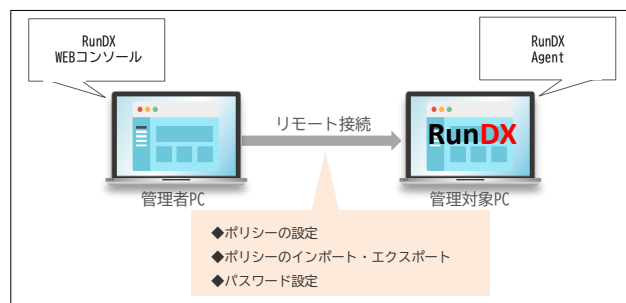 RunDX
WEBコンソール
RunDX
Agent
リモート接続
RunDX
管理者PC
管理対象PC
◆ポリシーの設定
◆ポリシーのインポート・エクスポート
◆パスワード設定